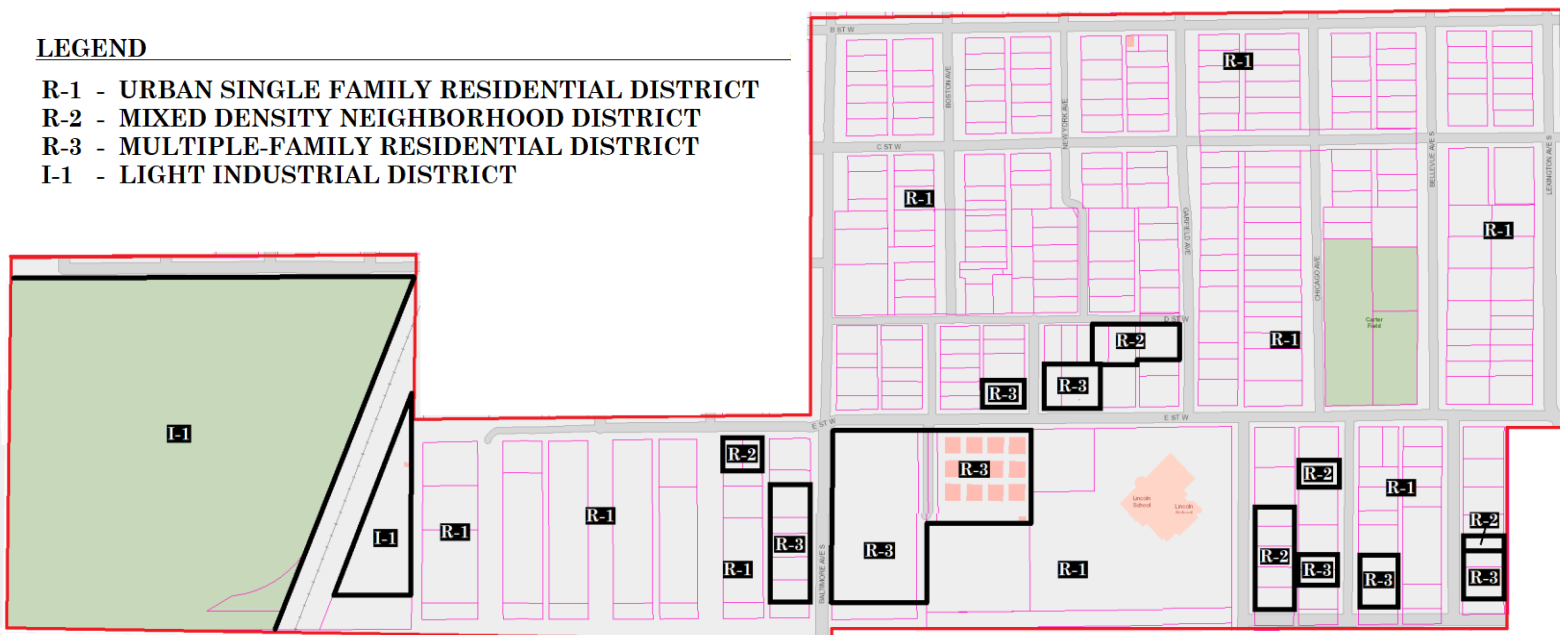 LEGEND
R-1 - URBAN SINGLE FAMILY RESIDENTIAL DISTRICT
R-2 - MIXED DENSITY NEIGHBORHOOD DISTRICT
R-3 - MULTIPLE-FAMILY RESIDENTIAL DISTRICT
I-1 - LIGHT INDUSTRIAL DISTRICT
B ST W
R-1
BOSTON AVE
NEW YORK AVE
C ST W
BELLEVUE AVE S
LEXINGTON AVE S
R-1
GARFIELD AVE
R-1
CHICAGO AVE
D ST W
Carter
Field
R-2
R-1
R-3
R-3
E ST W
E ST W
I-1
R-2
R-3
R-2
R-1
Lincoln
School
Lincoln
School
R-1
R-1
R-2
I-1
R-3
R-3
R-2
R-1
R-1
R-3
R-3
R-3
BALTIMORE AVE S